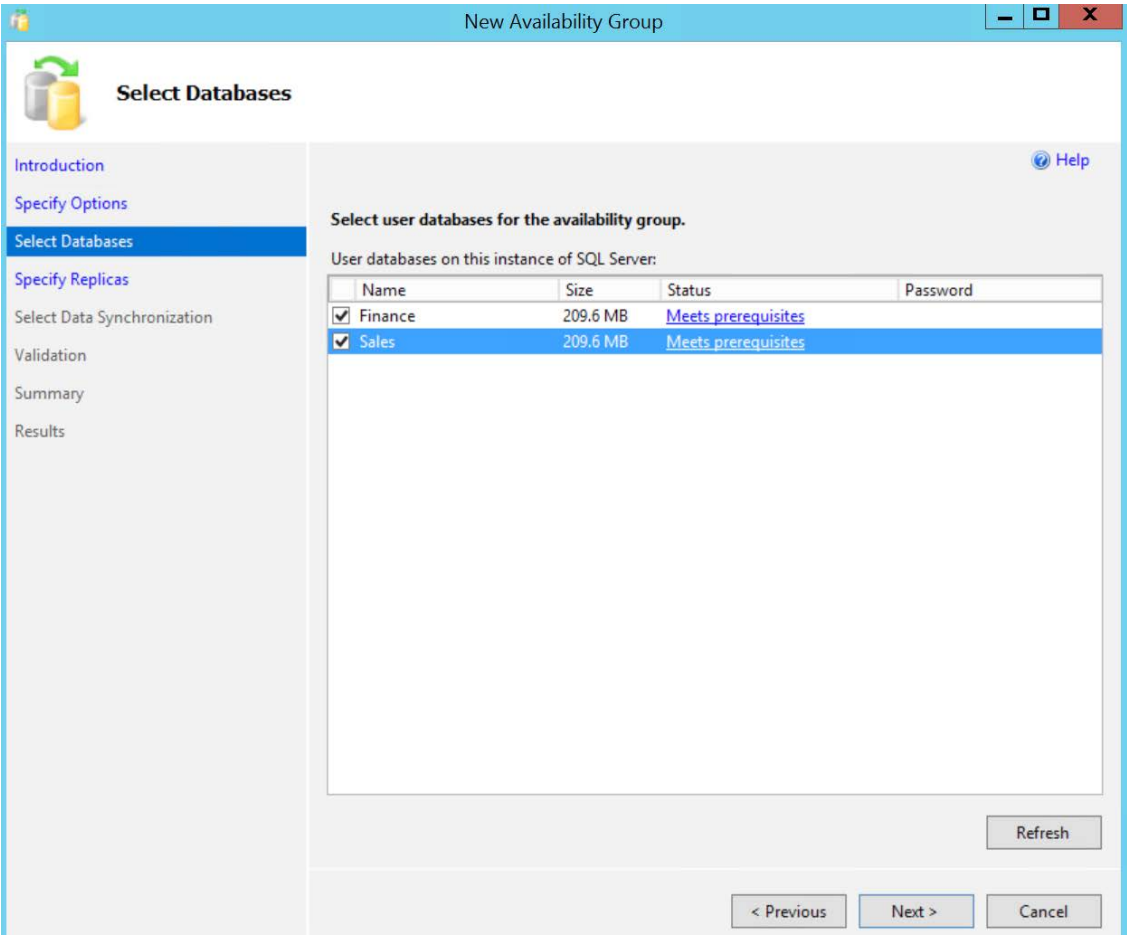 New Availability Group
X
Select Databases
Introduction
Specify Options
Select Databases
Specify Replicas
Select Data Synchronization
Validation
Summary
Results
Help
Select user databases for the availability group.
User databases on this instance of SQL Server:
Name Size Status Password
Finance 209.6 MB Meets prerequisites
Sales 209.6 MB Meets prerequisites
Refresh
< Previous Next > Cancel